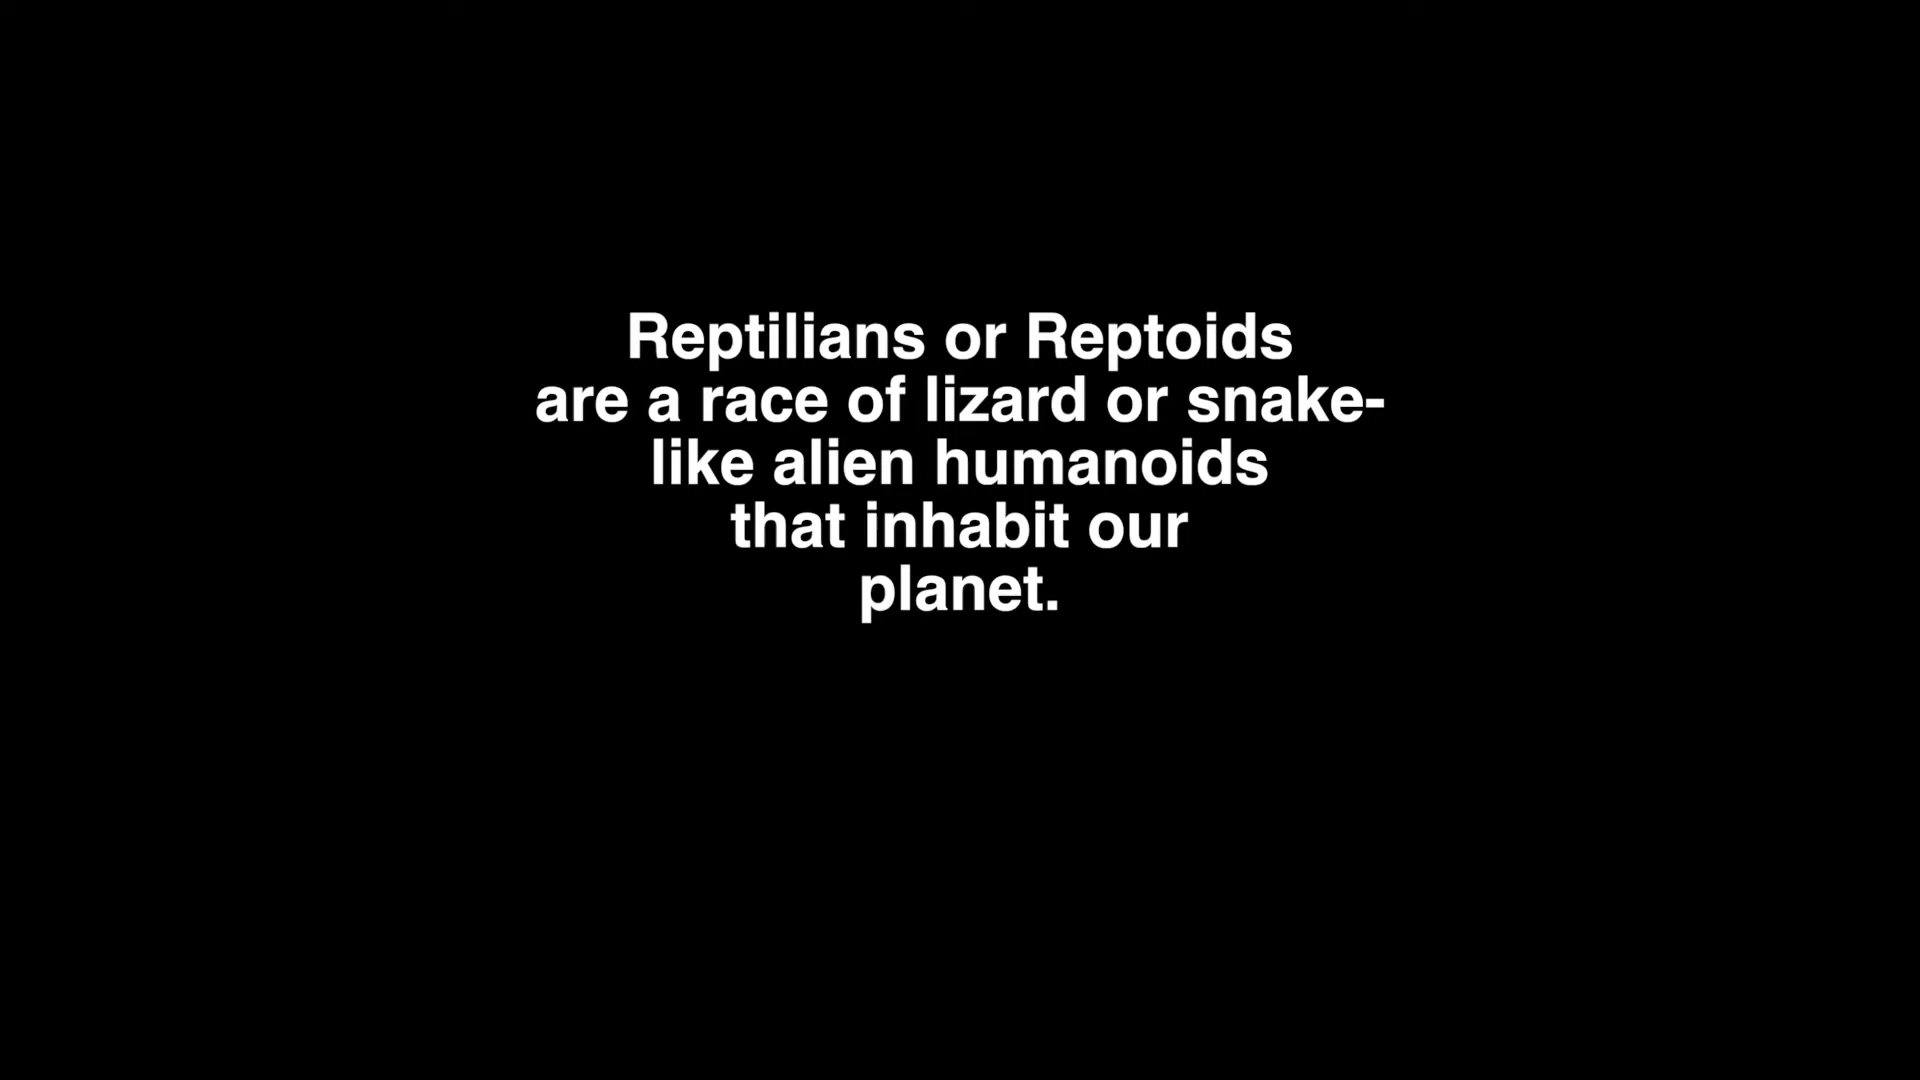 Reptilians or Reptoids
are a race of lizard or snake-
like alien humanoids
that inhabit our
planet.